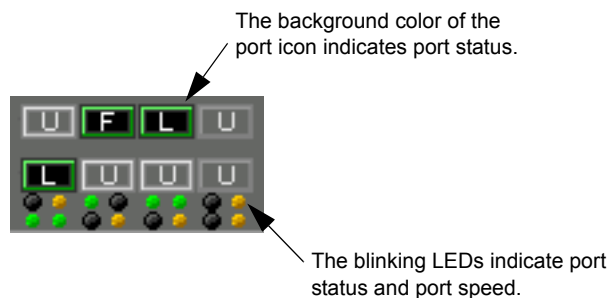 The background color of the
port icon indicates port status.
U F L U
L U U U
The blinking LEDs indicate port
status and port speed.